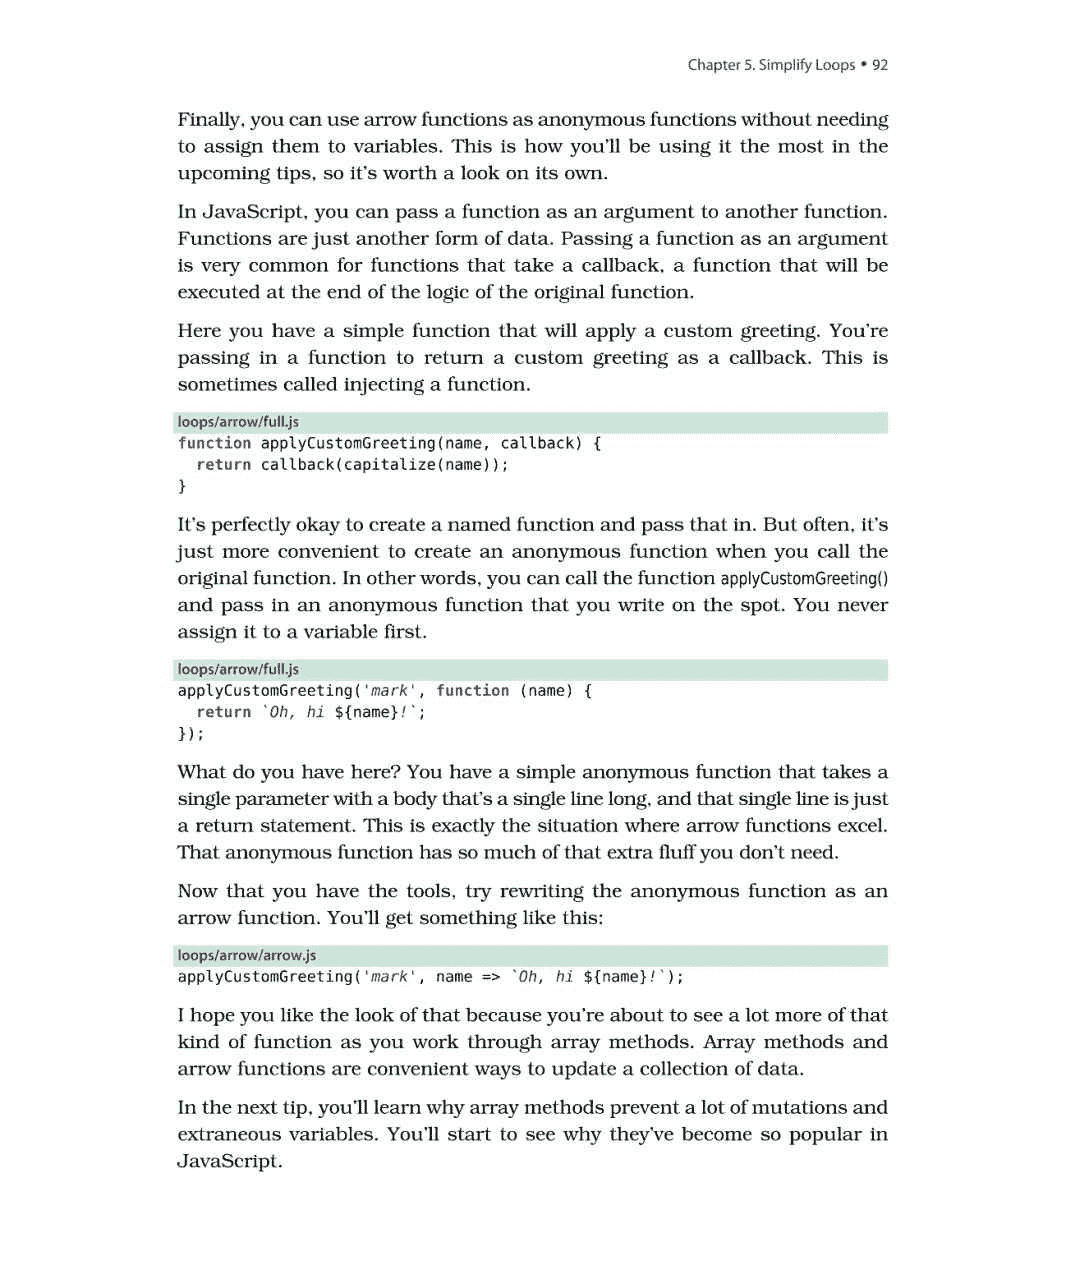 Chapter 5. Simplify Loops • 92
Finally, you can use arrow functions as anonymous functions without needing
to assign them to variables. This is how you'll be using it the most in the
upcoming tips, so it's worth a look on its own.
In JavaScript, you can pass a function as an argument to another function.
Functions are just another form of data. Passing a function as an argument
is very common for functions that take a callback, a function that will be
executed at the end of the logic of the original function.
Here you have a simple function that will apply a custom greeting. You're
passing in a function to return a custom greeting as a callback. This is
sometimes called injecting a function.
loops/arrow/full.js
function applyCustomGreeting(name, callback) {
  return callback(capitalize(name));
}
It's perfectly okay to create a named function and pass that in. But often, it's
just more convenient to create an anonymous function when you call the
original function. In other words, you can call the function applyCustomGreeting()
and pass in an anonymous function that you write on the spot. You never
assign it to a variable first.
loops/arrow/full.js
applyCustomGreeting('mark', function (name) {
  return `Oh, hi ${name}!`;
});
What do you have here? You have a simple anonymous function that takes a
single parameter with a body that's a single line long, and that single line is just
a return statement. This is exactly the situation where arrow functions excel.
That anonymous function has so much of that extra fluff you don't need.
Now that you have the tools, try rewriting the anonymous function as an
arrow function. You'll get something like this:
loops/arrow/arrow.js
applyCustomGreeting('mark', name => `Oh, hi ${name}!`);
I hope you like the look of that because you're about to see a lot more of that
kind of function as you work through array methods. Array methods and
arrow functions are convenient ways to update a collection of data.
In the next tip, you'll learn why array methods prevent a lot of mutations and
extraneous variables. You'll start to see why they've become so popular in
JavaScript.